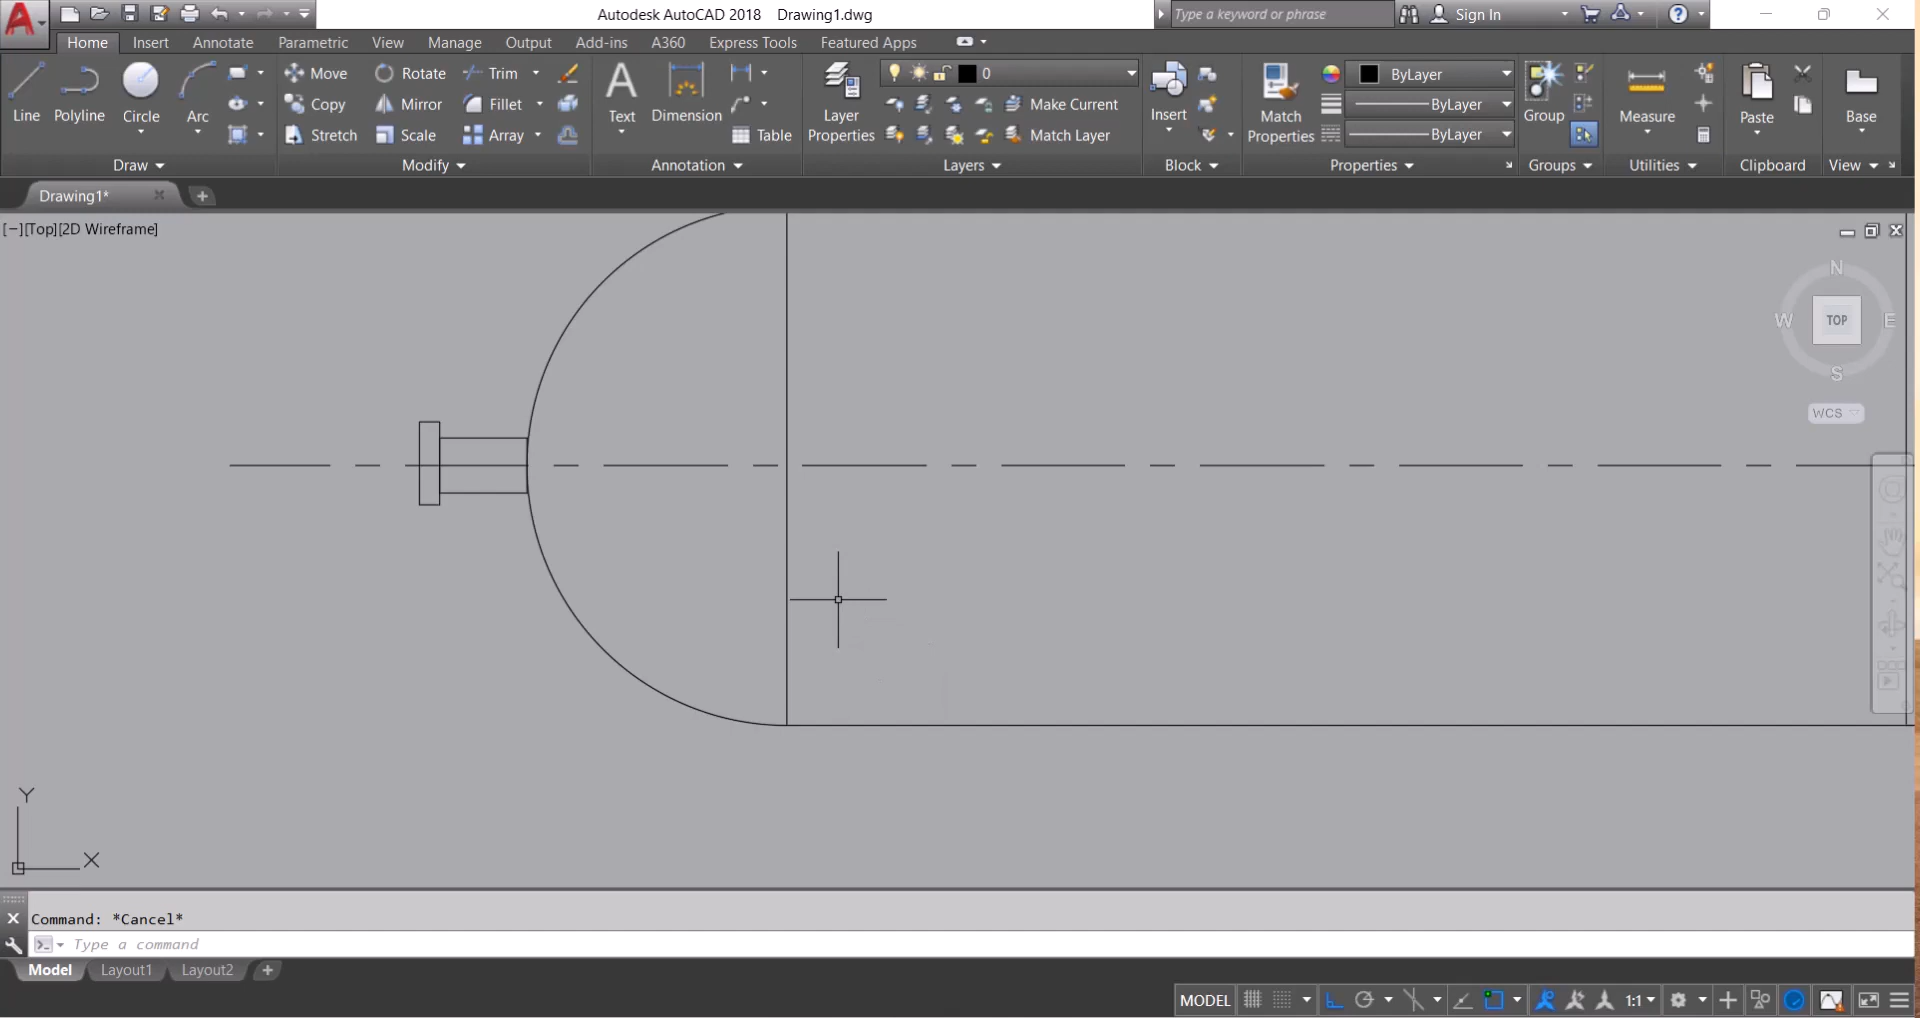 Autodesk AutoCAD 2018 Drawing1.dwg
Type a keyword or phrase
Sign In
Home Insert Annotate Parametric View Manage Output Add-ins A360 Express Tools Featured Apps
Line
Polyline
Circle
Arc
Draw
Move Rotate Trim
Copy Mirror Fillet
Stretch Scale Array
Modify
Text
Dimension
Table
Annotation
Layer
Properties
0
Make Current
Match Layer
Layers
Insert
Block
Match
Properties
ByLayer
ByLayer
ByLayer
Properties
Group
Groups
Measure
Utilities
Paste
Clipboard
Base
View
Drawing1*
[−][Top][2D Wireframe]
N
W TOP E
S
WCS
Y
X
Command: *Cancel*
Type a command
Model Layout1 Layout2
MODEL 1:1